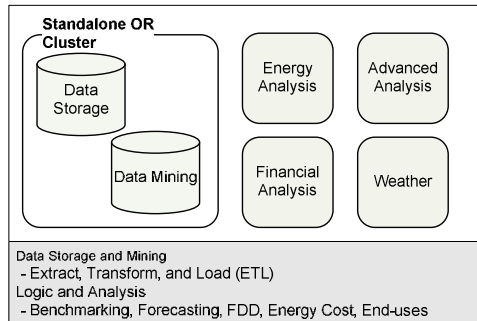 Standalone OR
Cluster
Data
Storage
Data Mining
Energy
Analysis
Advanced
Analysis
Financial
Analysis
Weather
Data Storage and Mining
- Extract, Transform, and Load (ETL)
Logic and Analysis
- Benchmarking, Forecasting, FDD, Energy Cost, End-uses